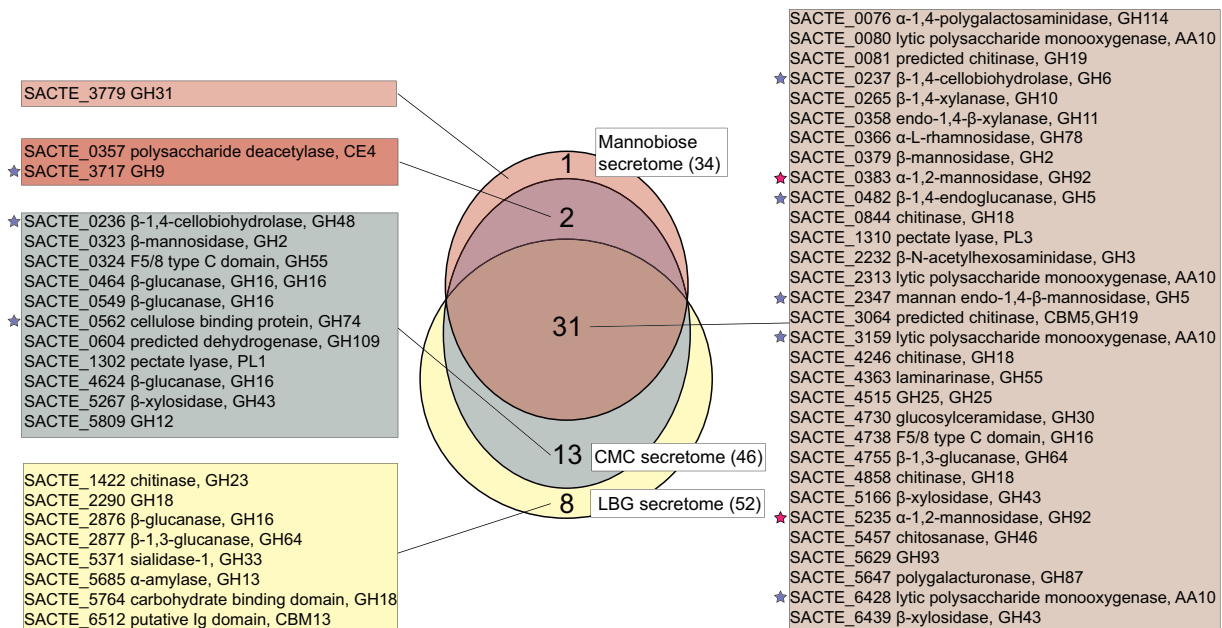 SACTE_3779 GH31
SACTE_0357 polysaccharide deacetylase, CE4
SACTE_3717 GH9
SACTE_0236 β-1,4-cellobiohydrolase, GH48
SACTE_0323 β-mannosidase, GH2
SACTE_0324 F5/8 type C domain, GH55
SACTE_0464 β-glucanase, GH16, GH16
SACTE_0549 β-glucanase, GH16
SACTE_0562 cellulose binding protein, GH74
SACTE_0604 predicted dehydrogenase, GH109
SACTE_1302 pectate lyase, PL1
SACTE_4624 β-glucanase, GH16
SACTE_5267 β-xylosidase, GH43
SACTE_5809 GH12
SACTE_1422 chitinase, GH23
SACTE_2290 GH18
SACTE_2876 β-glucanase, GH16
SACTE_2877 β-1,3-glucanase, GH64
SACTE_5371 sialidase-1, GH33
SACTE_5685 α-amylase, GH13
SACTE_5764 carbohydrate binding domain, GH18
SACTE_6512 putative Ig domain, CBM13
1
Mannobiose
secretome (34)
2
31
13
CMC secretome (46)
8
LBG secretome (52)
SACTE_0076 α-1,4-polygalactosaminidase, GH114
SACTE_0080 lytic polysaccharide monooxygenase, AA10
SACTE_0081 predicted chitinase, GH19
SACTE_0237 β-1,4-cellobiohydrolase, GH6
SACTE_0265 β-1,4-xylanase, GH10
SACTE_0358 endo-1,4-β-xylanase, GH11
SACTE_0366 α-L-rhamnosidase, GH78
SACTE_0379 β-mannosidase, GH2
SACTE_0383 α-1,2-mannosidase, GH92
SACTE_0482 β-1,4-endoglucanase, GH5
SACTE_0844 chitinase, GH18
SACTE_1310 pectate lyase, PL3
SACTE_2232 β-N-acetylhexosaminidase, GH3
SACTE_2313 lytic polysaccharide monooxygenase, AA10
SACTE_2347 mannan endo-1,4-β-mannosidase, GH5
SACTE_3064 predicted chitinase, CBM5,GH19
SACTE_3159 lytic polysaccharide monooxygenase, AA10
SACTE_4246 chitinase, GH18
SACTE_4363 laminarinase, GH55
SACTE_4515 GH25, GH25
SACTE_4730 glucosylceramidase, GH30
SACTE_4738 F5/8 type C domain, GH16
SACTE_4755 β-1,3-glucanase, GH64
SACTE_4858 chitinase, GH18
SACTE_5166 β-xylosidase, GH43
SACTE_5235 α-1,2-mannosidase, GH92
SACTE_5457 chitosanase, GH46
SACTE_5629 GH93
SACTE_5647 polygalacturonase, GH87
SACTE_6428 lytic polysaccharide monooxygenase, AA10
SACTE_6439 β-xylosidase, GH43